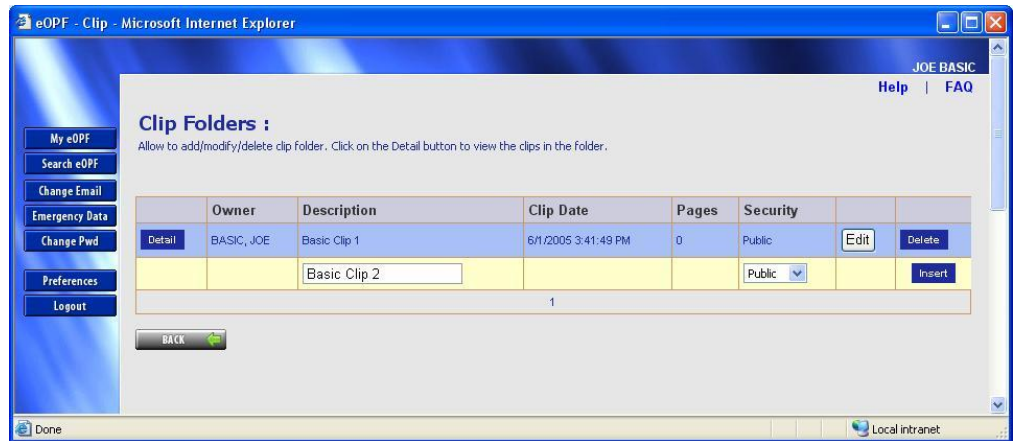 eOPF - Clip - Microsoft Internet Explorer
JOE BASIC
Help | FAQ
My eOPF
Search eOPF
Change Email
Emergency Data
Change Pwd
Preferences
Logout
Clip Folders :
Allow to add/modify/delete clip folder. Click on the Detail button to view the clips in the folder.
Owner Description Clip Date Pages Security
Detail BASIC, JOE Basic Clip 1 6/1/2005 3:41:49 PM 0 Public Edit Delete
Basic Clip 2 Public Insert
1
BACK
Done Local intranet